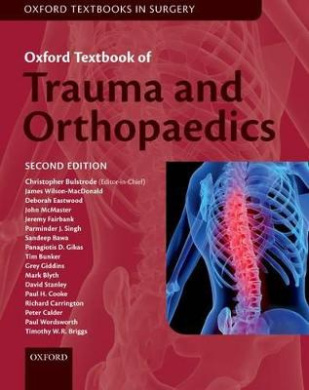 OXFORD TEXTBOOKS IN SURGERY
Oxford Textbook of
Trauma and
Orthopaedics
SECOND EDITION
Christopher Bulstrode (Editor-in-Chief)
James Wilson-MacDonald
Deborah Eastwood
John McMaster
Jeremy Fairbank
Parminder J. Singh
Sandeep Bawa
Panagiotis D. Gikas
Tim Bunker
Grey Giddins
Mark Blyth
David Stanley
Paul H. Cooke
Richard Carrington
Peter Calder
Paul Wordsworth
Timothy W. R. Briggs
OXFORD